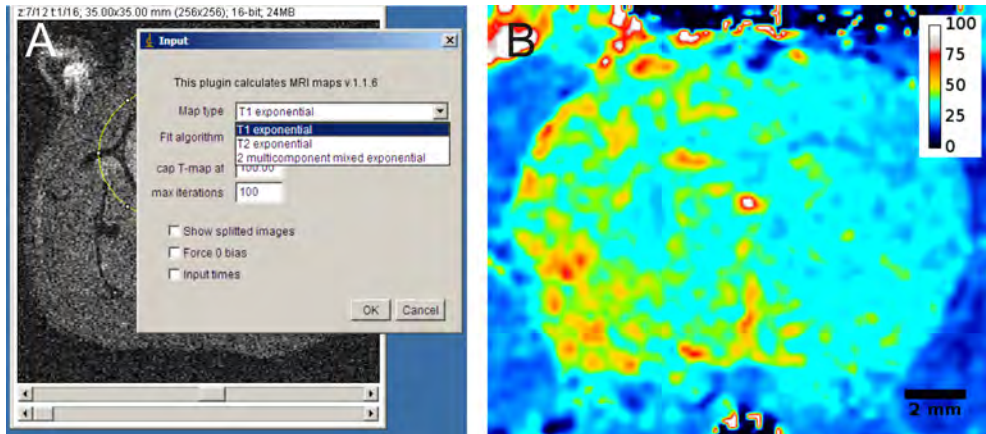 z:7/12 t:1/16; 35.00x35.00 mm (256x256); 16-bit; 24MB
A
Input
This plugin calculates MRI maps v.1.1.6
Map type T1 exponential
T1 exponential
Fit algorithm
T2 exponential
2 multicomponent mixed exponential
cap T-map at 100.00
max iterations 100
Show splitted images
Force 0 bias
Input times
OK Cancel
B
100
75
50
25
0
2 mm